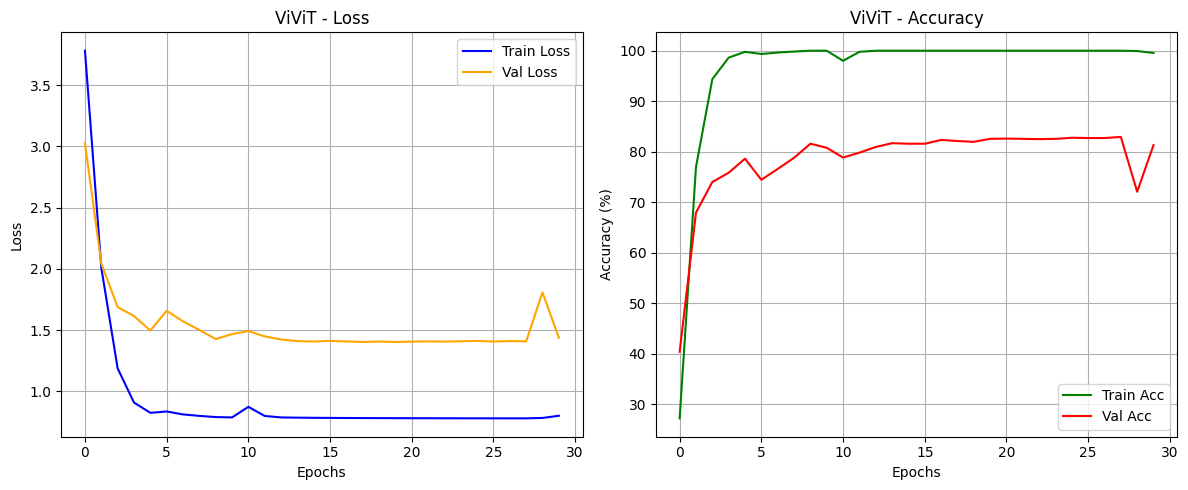 ViViT - Loss
Train Loss
Val Loss
3.5
3.0
2.5
2.0
1.5
1.0
Loss
0 5 10 15 20 25 30
Epochs
ViViT - Accuracy
100
90
80
70
60
50
40
30
Accuracy (%)
Train Acc
Val Acc
0 5 10 15 20 25 30
Epochs